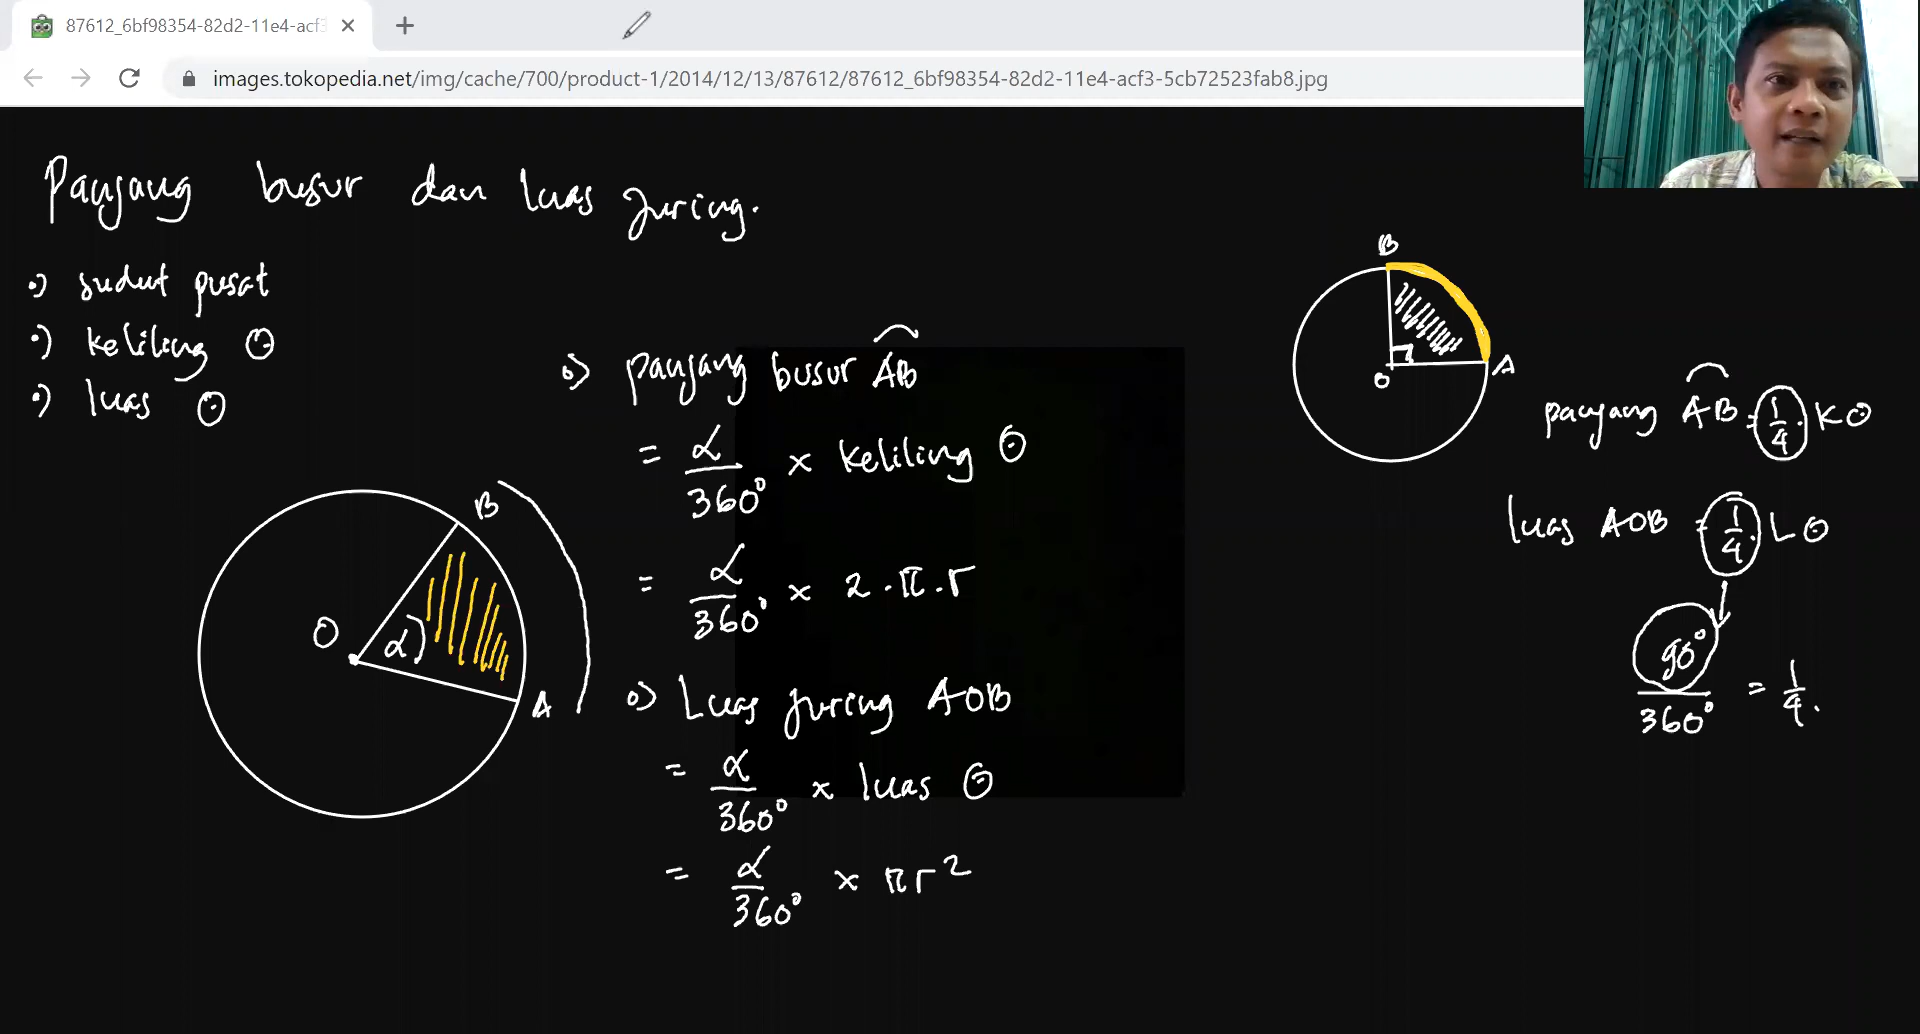 87612_6bf98354-82d2-11e4-acf3
images.tokopedia.net/img/cache/700/product-1/2014/12/13/87612/87612_6bf98354-82d2-11e4-acf3-5cb72523fab8.jpg
Panjang busur dan luas juring.
•) sudut pusat
•) keliling ⊙
•) luas ⊙
O
α
B
A
o) panjang busur AB
= α/360° × keliling ⊙
= α/360° × 2 . π . r
o) Luas juring AOB
= α/360° × luas ⊙
= α/360° × πr²
B
O
A
panjang AB = 1/4 . K⊙
luas AOB = 1/4 . L⊙
90°/360° = 1/4 .